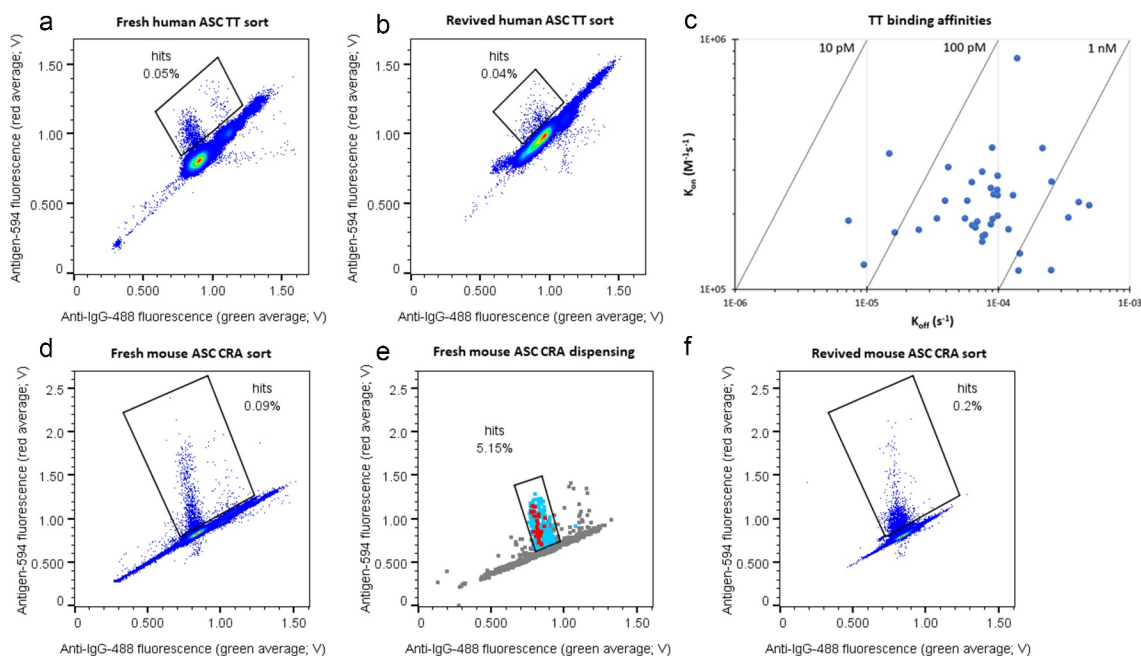 a
Fresh human ASC TT sort
hits
0.05%
1.50
1.00
0.500
0
0
1.00
1.50
Antigen-594 fluorescence (red average; V)
Anti-IgG-488 fluorescence (green average; V)
b
Revived human ASC TT sort
hits
0.04%
1.50
1.00
0.500
0
0
1.00
1.50
Antigen-594 fluorescence (red average; V)
Anti-IgG-488 fluorescence (green average; V)
c
TT binding affinities
1E+06
1E+05
10 pM
100 pM
1 nM
Kon (M-1s-1)
1E-06
1E-05
1E-04
1E-03
Koff (s-1)
d
Fresh mouse ASC CRA sort
hits
0.09%
2.5
2.0
1.50
1.00
0.500
0
0
0.500
1.00
1.50
Antigen-594 fluorescence (red average; V)
Anti-IgG-488 fluorescence (green average; V)
e
Fresh mouse ASC CRA dispensing
hits
5.15%
2.5
2.0
1.50
1.00
0.500
0
0
0.500
1.00
1.50
Antigen-594 fluorescence (red average; V)
Anti-IgG-488 fluorescence (green average; V)
f
Revived mouse ASC CRA sort
hits
0.2%
2.5
2.0
1.50
1.00
0.500
0
0
0.500
1.00
1.50
Antigen-594 fluorescence (red average; V)
Anti-IgG-488 fluorescence (green average; V)